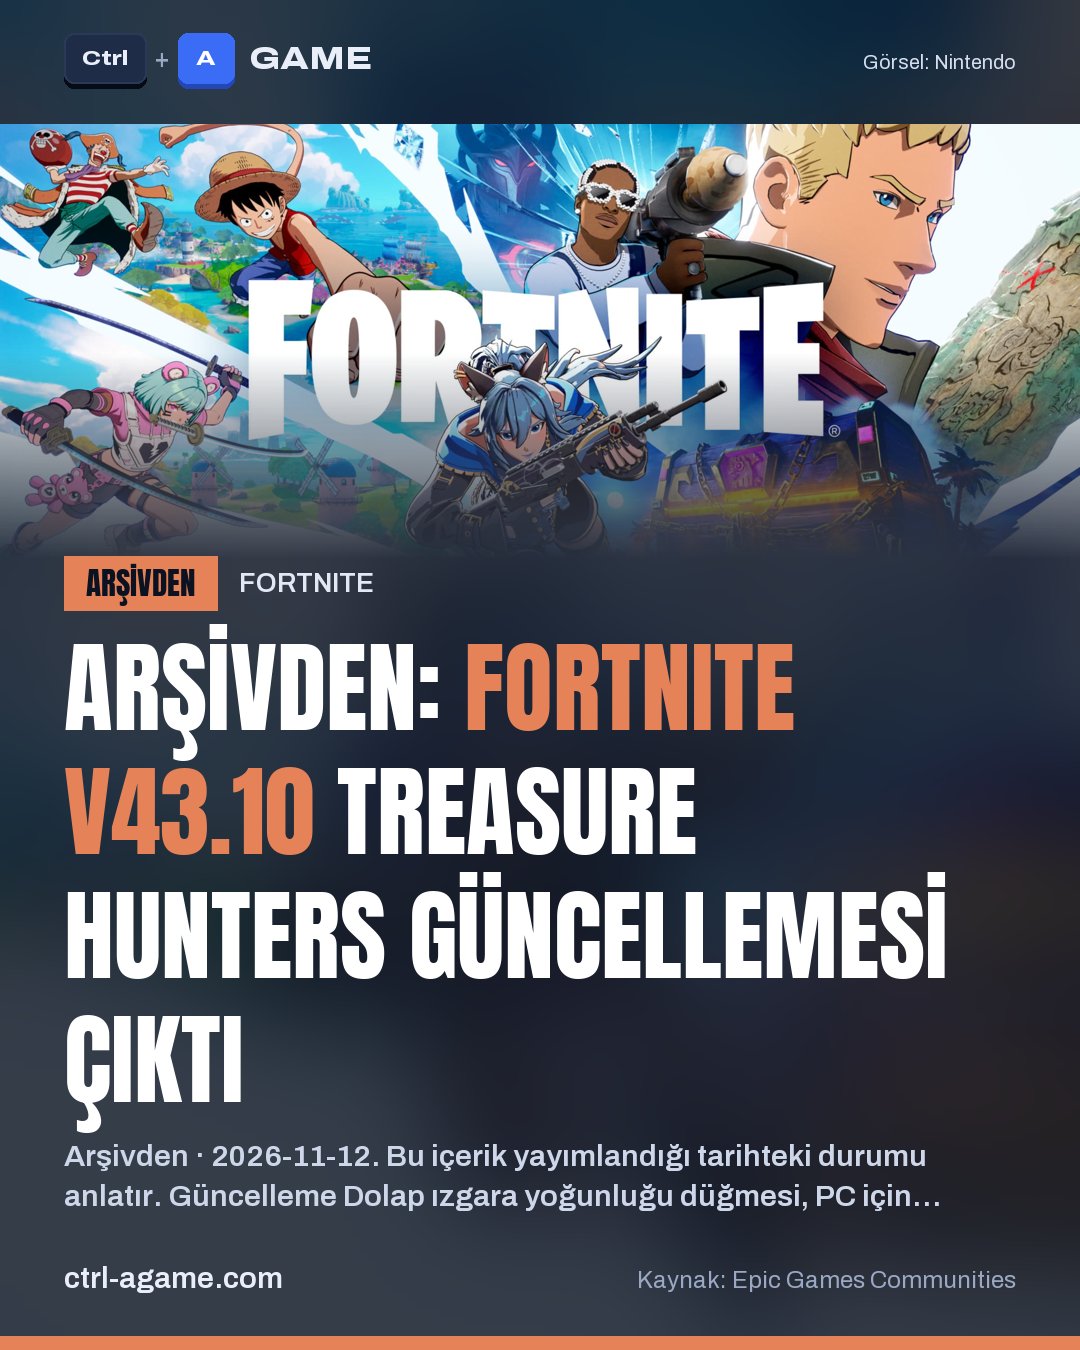 Ctrl + A GAME
Görsel: Nintendo
FORTNITE ®
ARŞİVDEN FORTNITE
ARŞİVDEN: FORTNITE
V43.10 TREASURE
HUNTERS GÜNCELLEMESİ
ÇIKTI
Arşivden · 2026-11-12. Bu içerik yayımlandığı tarihteki durumu
anlatır. Güncelleme Dolap ızgara yoğunluğu düğmesi, PC için...
ctrl-agame.com
Kaynak: Epic Games Communities